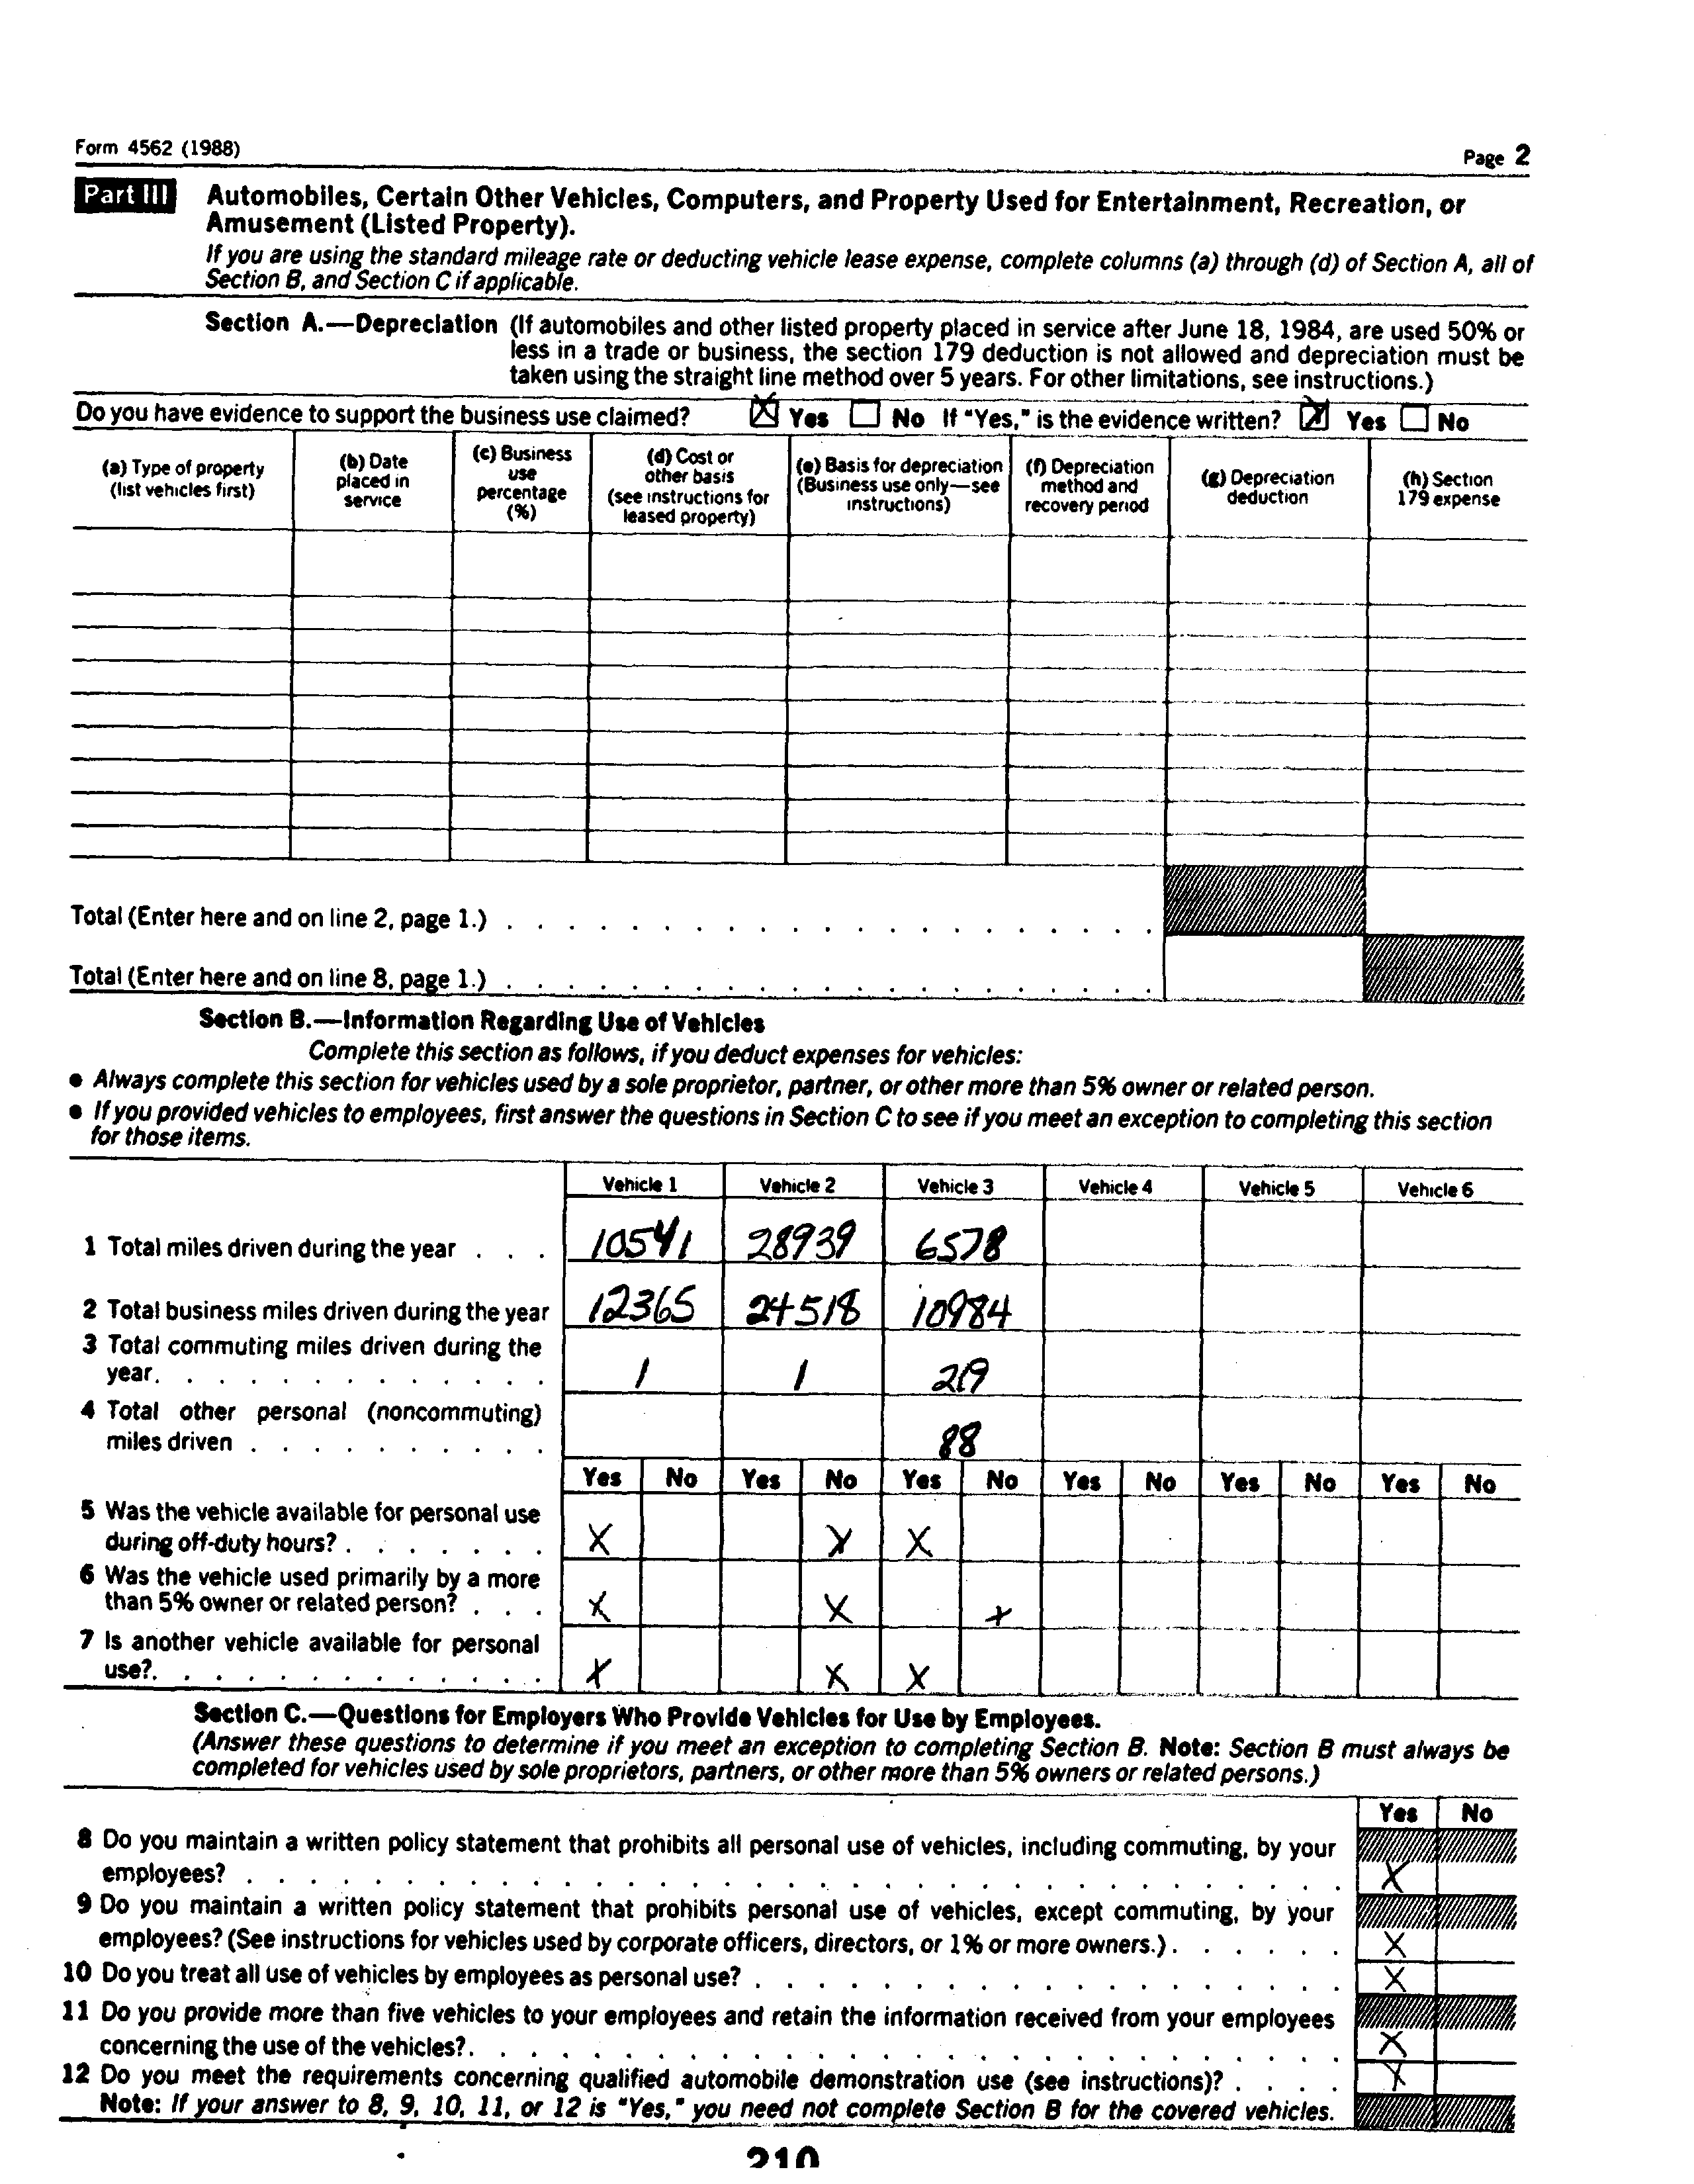 Form 4562 (1988)
Page 2
Part III
Automobiles, Certain Other Vehicles, Computers, and Property Used for Entertainment, Recreation, or
Amusement (Listed Property).
If you are using the standard mileage rate or deducting vehicle lease expense, complete columns (a) through (d) of Section A, all of
Section B, and Section C if applicable.
Section A.—Depreciation (If automobiles and other listed property placed in service after June 18, 1984, are used 50% or
less in a trade or business, the section 179 deduction is not allowed and depreciation must be
taken using the straight line method over 5 years. For other limitations, see instructions.)
Do you have evidence to support the business use claimed? X Yes No If "Yes," is the evidence written? X Yes No
(a) Type of property
(list vehicles first)
(b) Date
placed in
service
(c) Business
use
percentage
(%)
(d) Cost or
other basis
(see instructions for
leased property)
(e) Basis for depreciation
(Business use only—see
instructions)
(f) Depreciation
method and
recovery period
(g) Depreciation
deduction
(h) Section
179 expense
Total (Enter here and on line 2, page 1.) . . . . . . . . . . . . . . . . . . . . .
Total (Enter here and on line 8, page 1.) . . . . . . . . . . . . . . . . . . . . .
Section B.—Information Regarding Use of Vehicles
Complete this section as follows, if you deduct expenses for vehicles:
● Always complete this section for vehicles used by a sole proprietor, partner, or other more than 5% owner or related person.
● If you provided vehicles to employees, first answer the questions in Section C to see if you meet an exception to completing this section
for those items.
Vehicle 1 Vehicle 2 Vehicle 3 Vehicle 4 Vehicle 5 Vehicle 6
1 Total miles driven during the year . . . 10541 28939 6578
2 Total business miles driven during the year 12365 24518 10984
3 Total commuting miles driven during the
year. . . . . . . . . . . . . 1 1 219
4 Total other personal (noncommuting)
miles driven . . . . . . . . . . 88
Yes No Yes No Yes No Yes No Yes No Yes No
5 Was the vehicle available for personal use
during off-duty hours? . . . . . . . X X X
6 Was the vehicle used primarily by a more
than 5% owner or related person? . . . X X X
7 Is another vehicle available for personal
use?. . . . . . . . . . . . . X X X
Section C.—Questions for Employers Who Provide Vehicles for Use by Employees.
(Answer these questions to determine if you meet an exception to completing Section B. Note: Section B must always be
completed for vehicles used by sole proprietors, partners, or other more than 5% owners or related persons.)
Yes No
8 Do you maintain a written policy statement that prohibits all personal use of vehicles, including commuting, by your
employees? . . . . . . . . . . . . . . . . . . . . . . . . . . . . . . . . . . . X
9 Do you maintain a written policy statement that prohibits personal use of vehicles, except commuting, by your
employees? (See instructions for vehicles used by corporate officers, directors, or 1% or more owners.) . . . . . . X
10 Do you treat all use of vehicles by employees as personal use? . . . . . . . . . . . . . . . . . . . X
11 Do you provide more than five vehicles to your employees and retain the information received from your employees
concerning the use of the vehicles?. . . . . . . . . . . . . . . . . . . . . . . . . . . . X
12 Do you meet the requirements concerning qualified automobile demonstration use (see instructions)? . . . . X
Note: If your answer to 8, 9, 10, 11, or 12 is "Yes," you need not complete Section B for the covered vehicles.
210